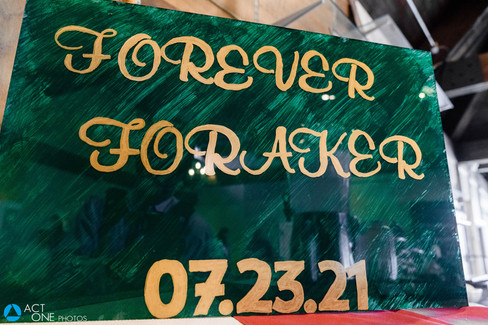 FOREVER
FORAKER
07.23.21
ACT
ONE PHOTOS